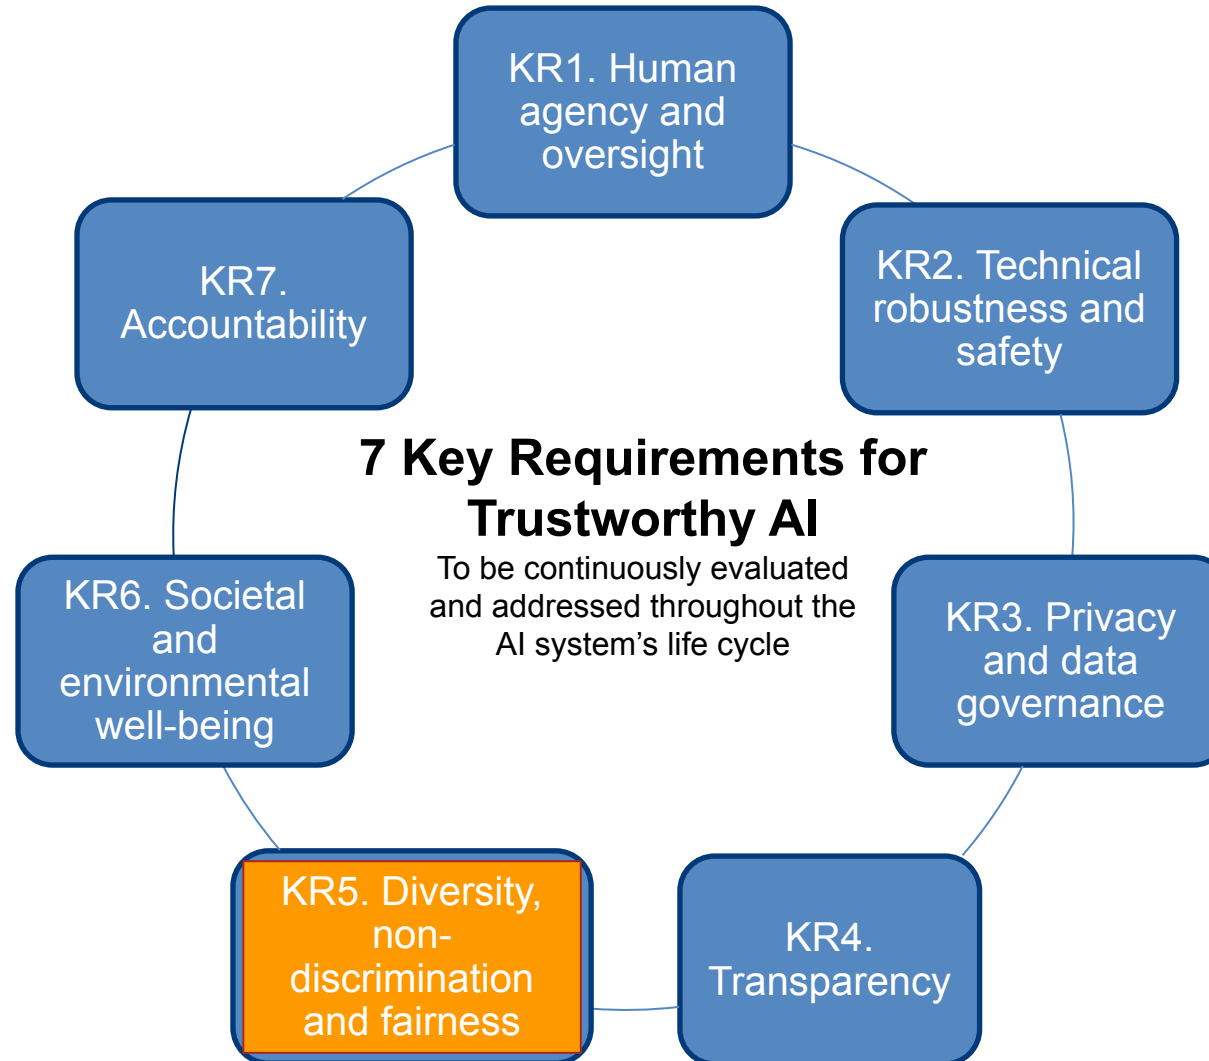 KR1. Human
agency and
oversight
KR2. Technical
robustness and
safety
KR7.
Accountability
7 Key Requirements for
Trustworthy AI
To be continuously evaluated
and addressed throughout the
AI system's life cycle
KR6. Societal
and
environmental
well-being
KR3. Privacy
and data
governance
KR5. Diversity,
non-
discrimination
and fairness
KR4.
Transparency